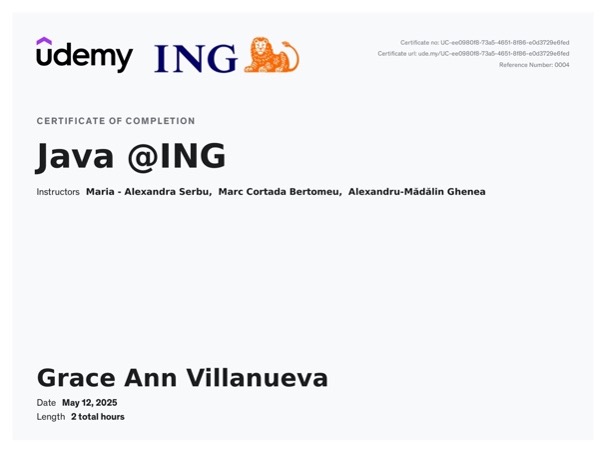 udemy ING
Certificate no: UC-ee0980f8-73a5-4651-8f86-e0d3729e6fed
Certificate url: ude.my/UC-ee0980f8-73a5-4651-8f86-e0d3729e6fed
Reference Number: 0004
CERTIFICATE OF COMPLETION
Java @ING
Instructors Maria - Alexandra Serbu, Marc Cortada Bertomeu, Alexandru-Mădălin Ghenea
Grace Ann Villanueva
Date May 12, 2025
Length 2 total hours